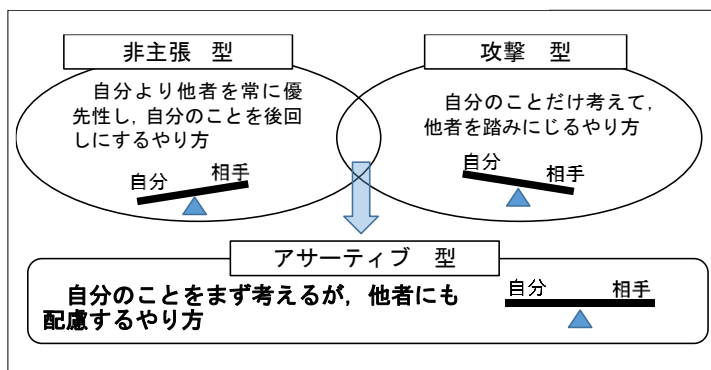 非主張　型
自分より他者を常に優
先性し，自分のことを後回
しにするやり方
自分
相手
攻撃　型
自分のことだけ考えて，
他者を踏みにじるやり方
自分
相手
アサーティブ　型
自分のことをまず考えるが，他者にも
配慮するやり方
自分
相手